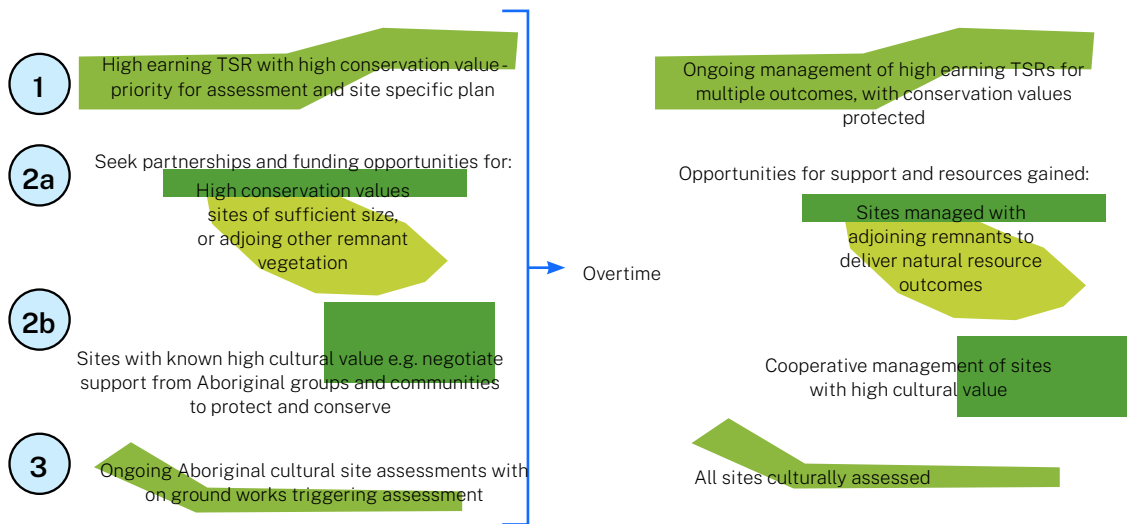 1
High earning TSR with high conservation value -
priority for assessment and site specific plan
2a
Seek partnerships and funding opportunities for:
High conservation values
sites of sufficient size,
or adjoing other remnant
vegetation
2b
Sites with known high cultural value e.g. negotiate
support from Aboriginal groups and communities
to protect and conserve
3
Ongoing Aboriginal cultural site assessments with
on ground works triggering assessment
Overtime
Ongoing management of high earning TSRs for
multiple outcomes, with conservation values
protected
Opportunities for support and resources gained:
Sites managed with
adjoining remnants to
deliver natural resource
outcomes
Cooperative management of sites
with high cultural value
All sites culturally assessed